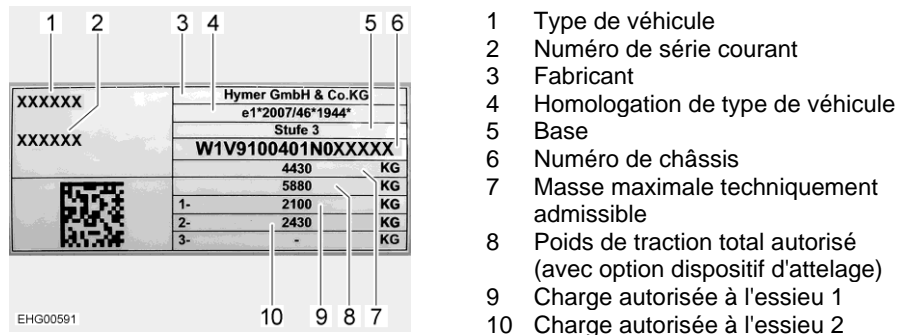 1 2 3 4 5 6
XXXXXX
XXXXXX
Hymer GmbH & Co.KG
e1*2007/46*1944*
Stufe 3
W1V9100401N0XXXXX
4430 KG
5880 KG
1- 2100 KG
2- 2430 KG
3- - KG
10 9 8 7
EHG00591
1 Type de véhicule
2 Numéro de série courant
3 Fabricant
4 Homologation de type de véhicule
5 Base
6 Numéro de châssis
7 Masse maximale techniquement
admissible
8 Poids de traction total autorisé
(avec option dispositif d'attelage)
9 Charge autorisée à l'essieu 1
10 Charge autorisée à l'essieu 2